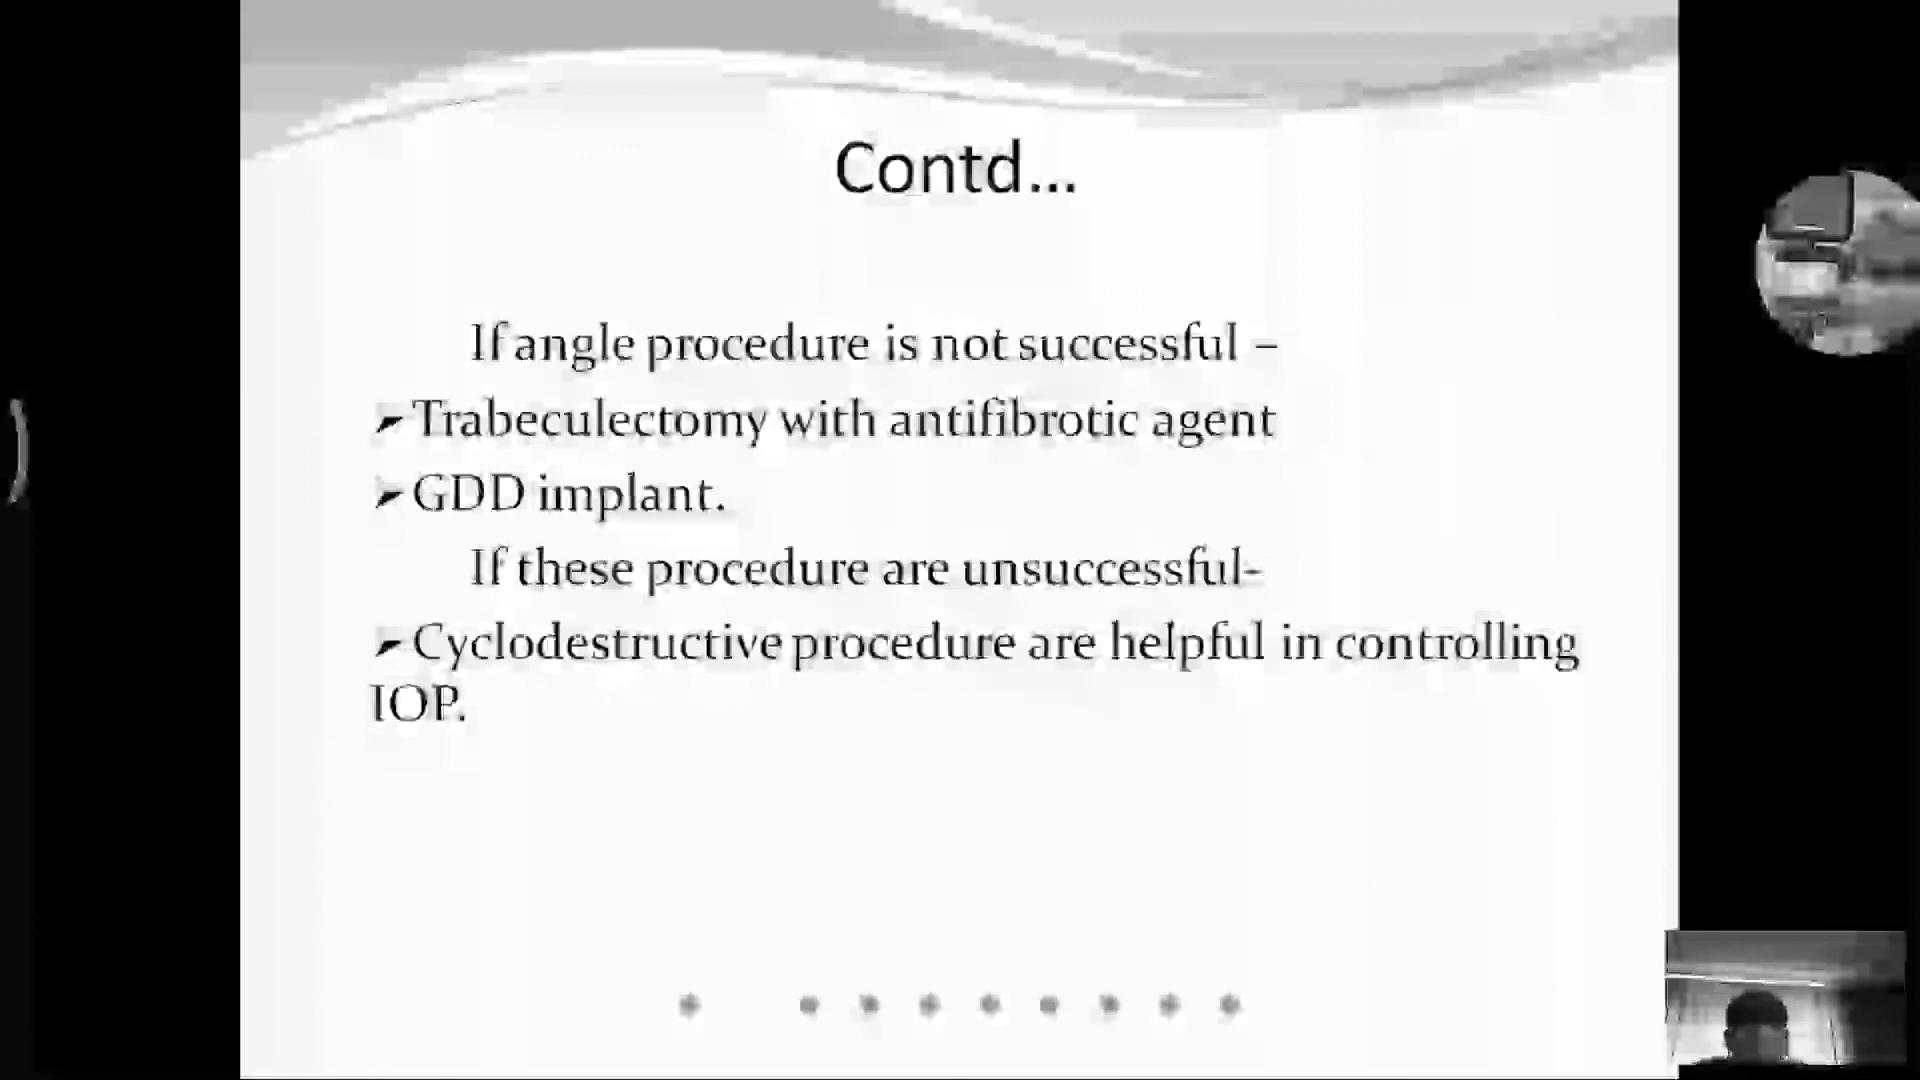 Contd...
If angle procedure is not successful –
➢Trabeculectomy with antifibrotic agent
➢GDD implant.
If these procedure are unsuccessful-
➢Cyclodestructive procedure are helpful in controlling
IOP.